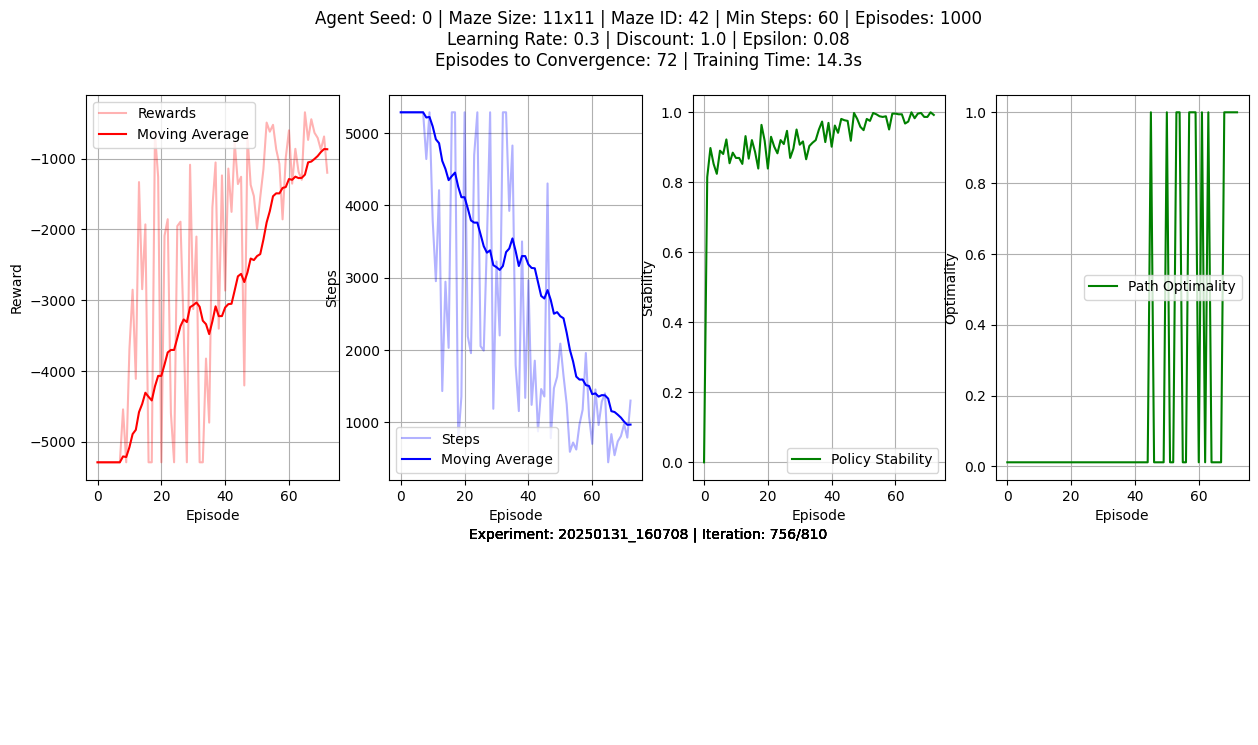 Agent Seed: 0 | Maze Size: 11x11 | Maze ID: 42 | Min Steps: 60 | Episodes: 1000
Learning Rate: 0.3 | Discount: 1.0 | Epsilon: 0.08
Episodes to Convergence: 72 | Training Time: 14.3s
Reward
−1000
−2000
−3000
−4000
−5000
Rewards
Moving Average
0 20 40 60
Episode
Steps
5000
4000
3000
2000
1000
Steps
Moving Average
0 20 40 60
Episode
Stability
1.0
0.8
0.6
0.4
0.2
0.0
Policy Stability
0 20 40 60
Episode
Optimality
1.0
0.8
0.6
0.4
0.2
0.0
Path Optimality
0 20 40 60
Episode
Experiment: 20250131_160708 | Iteration: 756/810